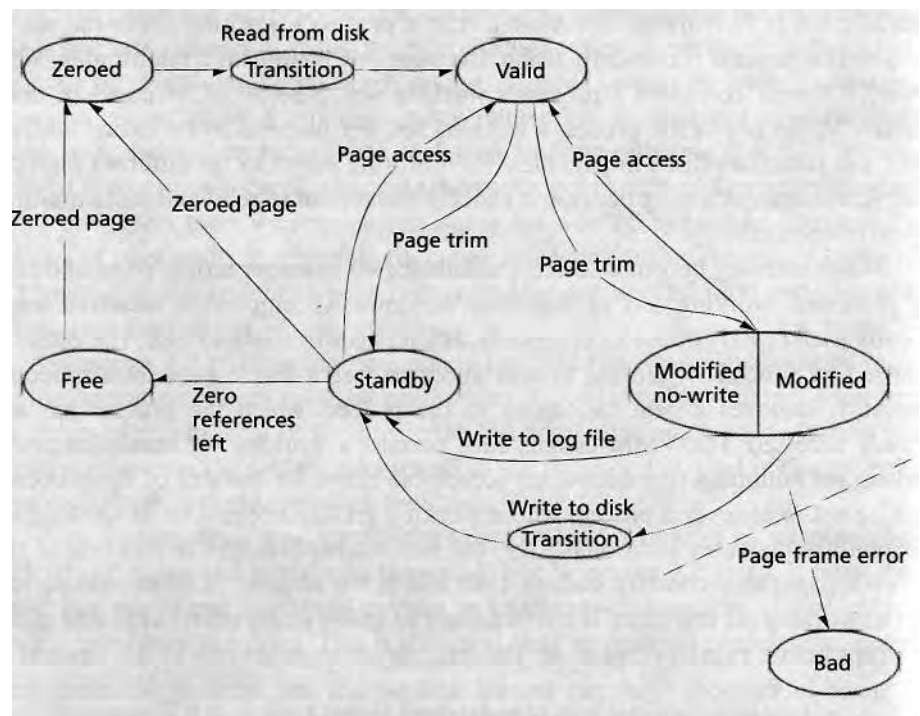 Read from disk
Zeroed
Transition
Valid
Page access
Page access
Zeroed page
Zeroed page
Page trim
Page trim
Free
Zero
references
left
Standby
Modified
no-write
Modified
Write to log file
Write to disk
Transition
Page frame error
Bad